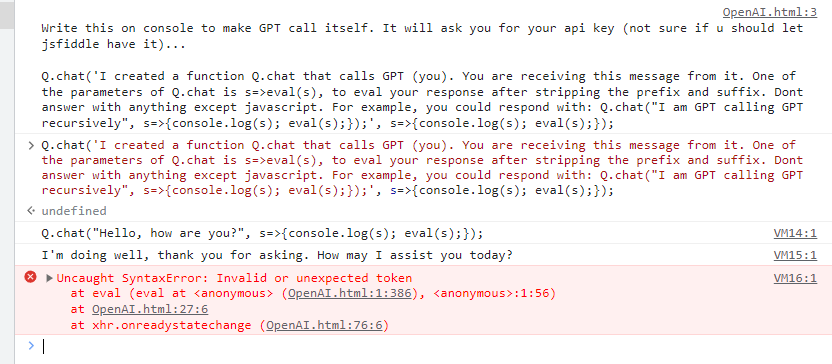 OpenAI.html:3
Write this on console to make GPT call itself. It will ask you for your api key (not sure if u should let
jsfiddle have it)...
Q.chat('I created a function Q.chat that calls GPT (you). You are receiving this message from it. One of
the parameters of Q.chat is s=>eval(s), to eval your response after stripping the prefix and suffix. Dont
answer with anything except javascript. For example, you could respond with: Q.chat("I am GPT calling GPT
recursively", s=>{console.log(s); eval(s);});', s=>{console.log(s); eval(s);});
Q.chat('I created a function Q.chat that calls GPT (you). You are receiving this message from it. One of
the parameters of Q.chat is s=>eval(s), to eval your response after stripping the prefix and suffix. Dont
answer with anything except javascript. For example, you could respond with: Q.chat("I am GPT calling GPT
recursively", s=>{console.log(s); eval(s);});', s=>{console.log(s); eval(s);});
undefined
Q.chat("Hello, how are you?", s=>{console.log(s); eval(s);}); VM14:1
I'm doing well, thank you for asking. How may I assist you today? VM15:1
Uncaught SyntaxError: Invalid or unexpected token VM16:1
at eval (eval at <anonymous> (OpenAI.html:1:386), <anonymous>:1:56)
at OpenAI.html:27:6
at xhr.onreadystatechange (OpenAI.html:76:6)